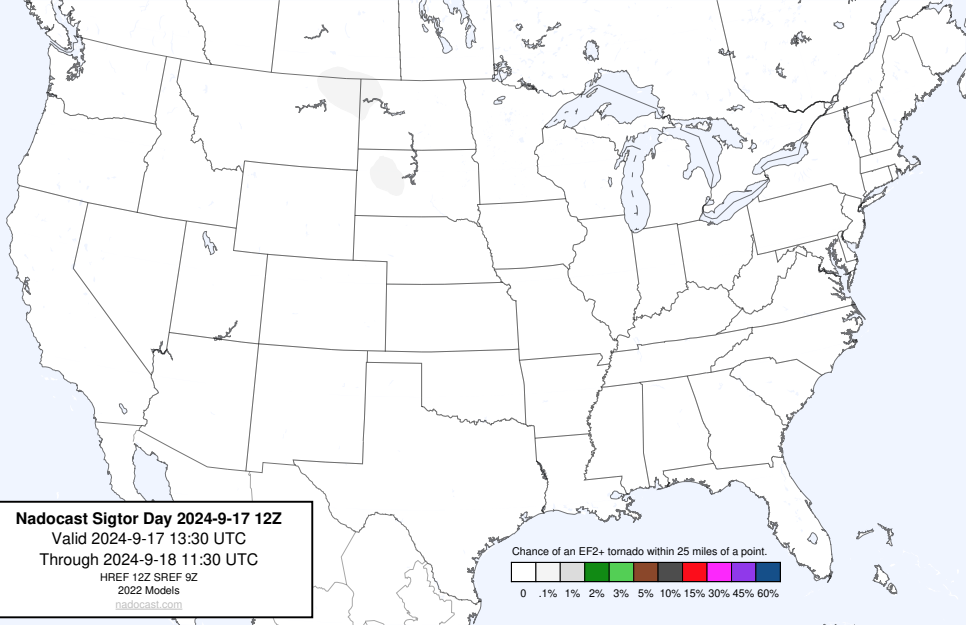 Nadocast Sigtor Day 2024-9-17 12Z
Valid 2024-9-17 13:30 UTC
Through 2024-9-18 11:30 UTC
HREF 12Z SREF 9Z
2022 Models
nadocast.com
Chance of an EF2+ tornado within 25 miles of a point.
0 .1% 1% 2% 3% 5% 10% 15% 30% 45% 60%